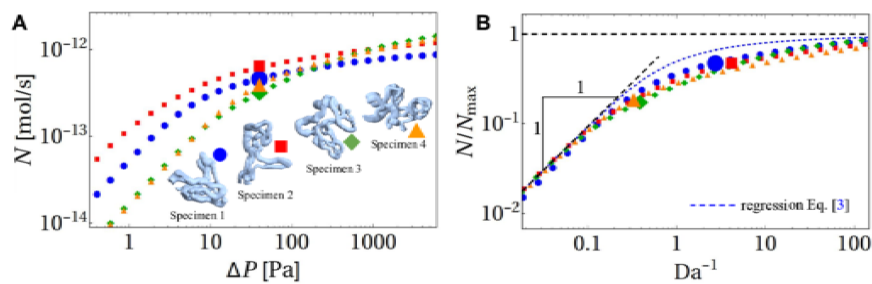 A
B
N [mol/s]
10⁻¹²
10⁻¹³
10⁻¹⁴
Specimen 1
Specimen 2
Specimen 3
Specimen 4
1
10
100
1000
ΔP [Pa]
N/Nmax
1
10⁻¹
10⁻²
1
1
regression Eq. [3]
0.1
1
10
100
Da⁻¹